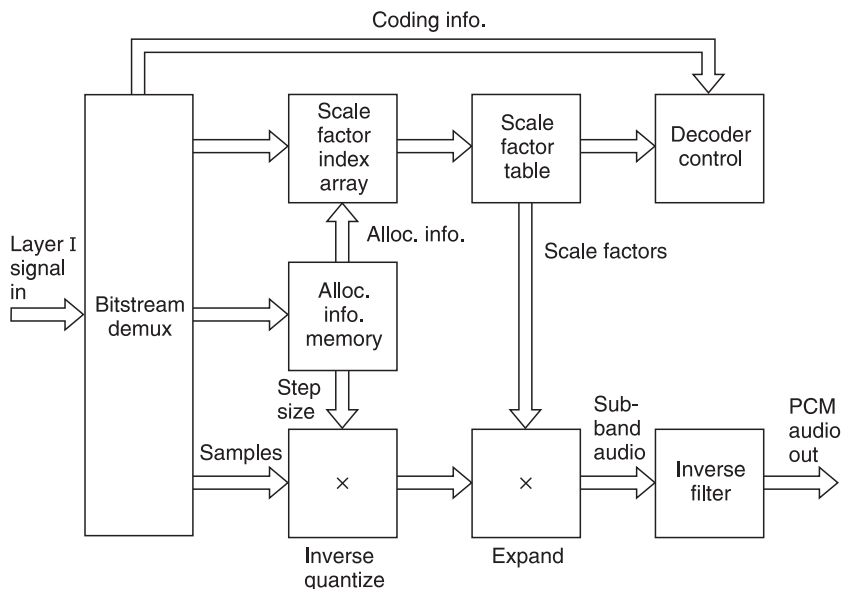 Coding info.
Scale
factor
index
array
Scale
factor
table
Decoder
control
Alloc. info.
Layer I
signal
in
Bitstream
demux
Alloc.
info.
memory
Scale factors
Step
size
Samples
×
×
Sub-
band
audio
Inverse
filter
PCM
audio
out
Inverse
quantize
Expand